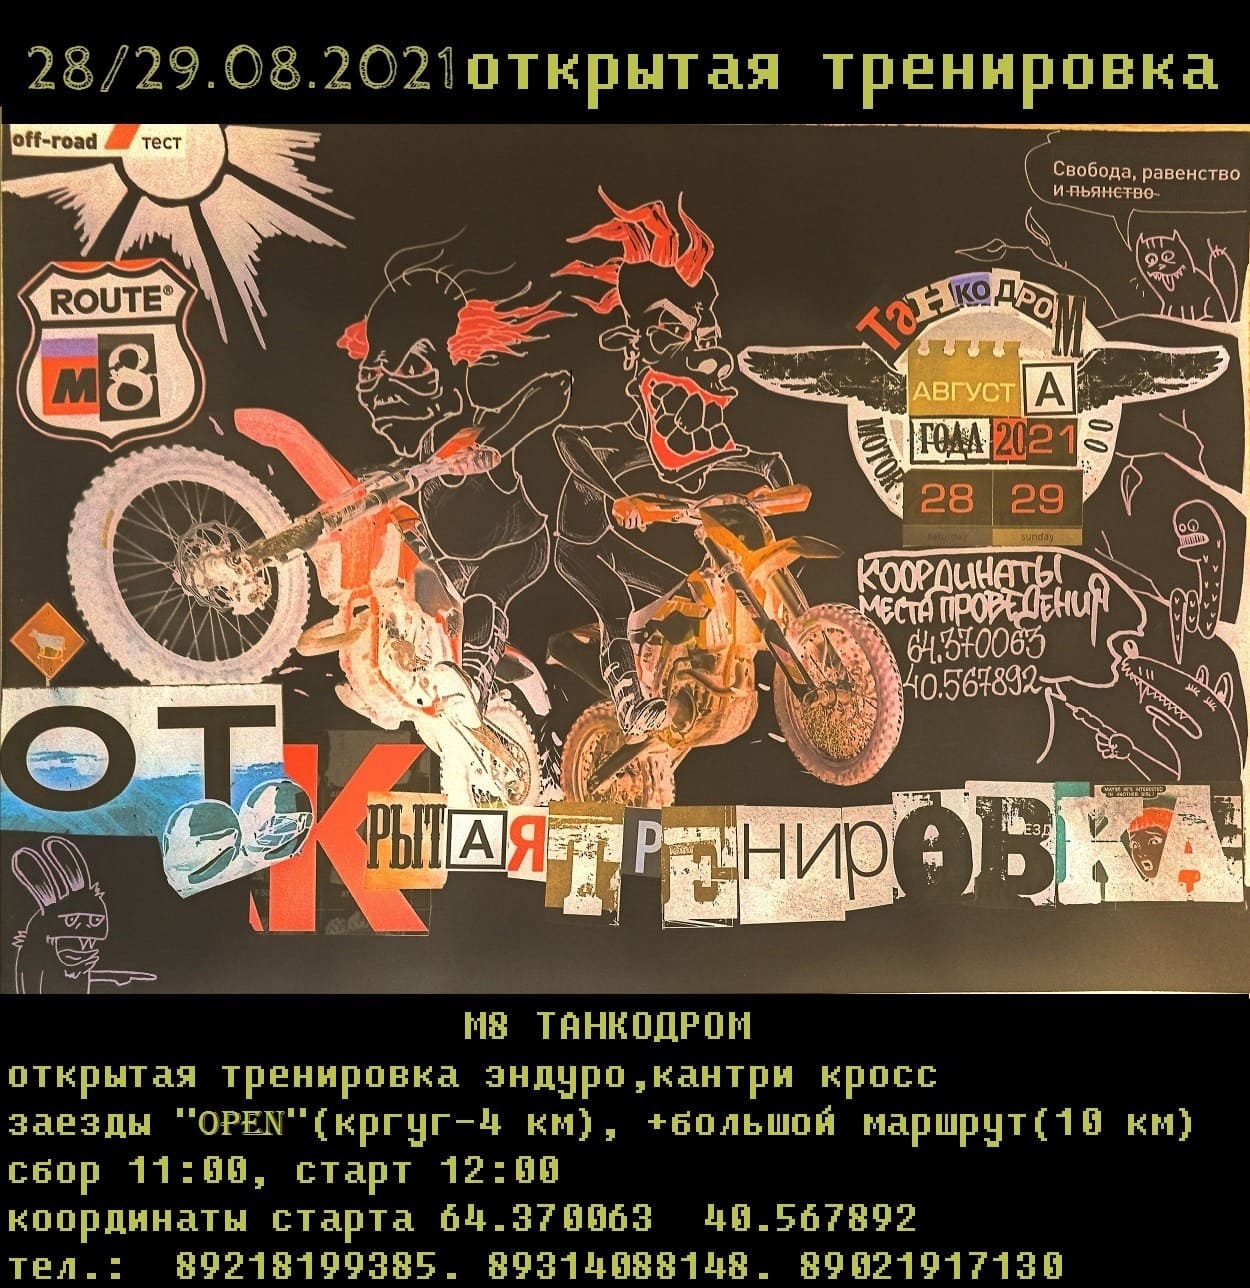 28/29.08.2021 открытая тренировка
off-road тест
Свобода, равенство
и пьянство
ROUTE®
М8
ТанКОДРОМ
АВГУСТ А
ГОДА 2021
МОТОК
28 29
saturday sunday
КООРДИНАТЫ
МЕСТА ПРОВЕДЕНИЯ
64.370063
40.567892
ОТКРЫТАЯ ТРЕНИРОВКА
М8 ТАНКОДРОМ
открытая тренировка эндуро,кантри кросс
заезды "OPEN"(кргуг-4 км), +большой маршрут(10 км)
сбор 11:00, старт 12:00
координаты старта 64.370063 40.567892
тел.: 89218199385. 89314088148. 89021917130